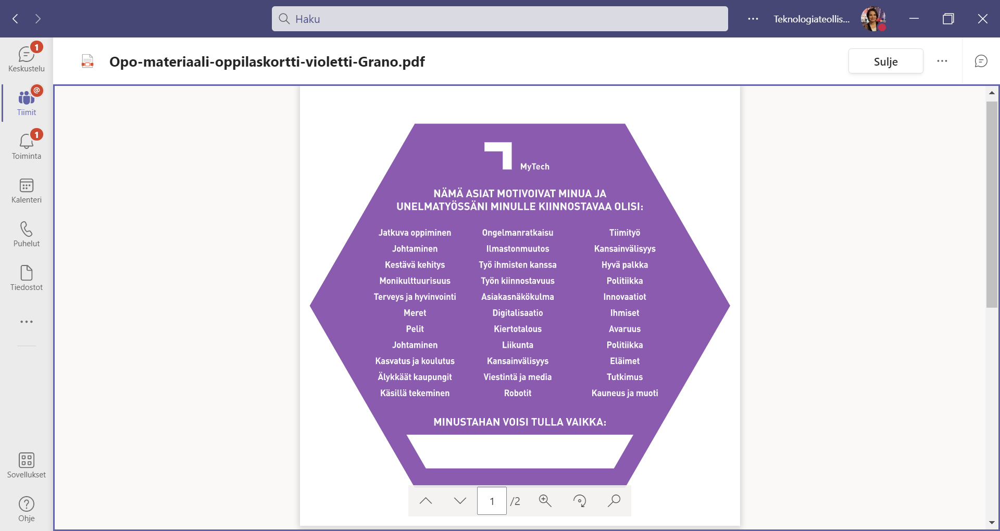 Haku
Teknologiateollis...
1
Keskustelu
@
Tiimit
1
Toiminta
Kalenteri
Puhelut
Tiedostot
Sovellukset
Ohje
Opo-materiaali-oppilaskortti-violetti-Grano.pdf
Sulje
MyTech
NÄMÄ ASIAT MOTIVOIVAT MINUA JA
UNELMATYÖSSÄNI MINULLE KIINNOSTAVAA OLISI:
Jatkuva oppiminen
Johtaminen
Kestävä kehitys
Monikulttuurisuus
Terveys ja hyvinvointi
Meret
Pelit
Johtaminen
Kasvatus ja koulutus
Älykkäät kaupungit
Käsillä tekeminen
Ongelmanratkaisu
Ilmastonmuutos
Työ ihmisten kanssa
Työn kiinnostavuus
Asiakasnäkökulma
Digitalisaatio
Kiertotalous
Liikunta
Kansainvälisyys
Viestintä ja media
Robotit
Tiimityö
Kansainvälisyys
Hyvä palkka
Politiikka
Innovaatiot
Ihmiset
Avaruus
Politiikka
Eläimet
Tutkimus
Kauneus ja muoti
MINUSTAHAN VOISI TULLA VAIKKA:
1 /2